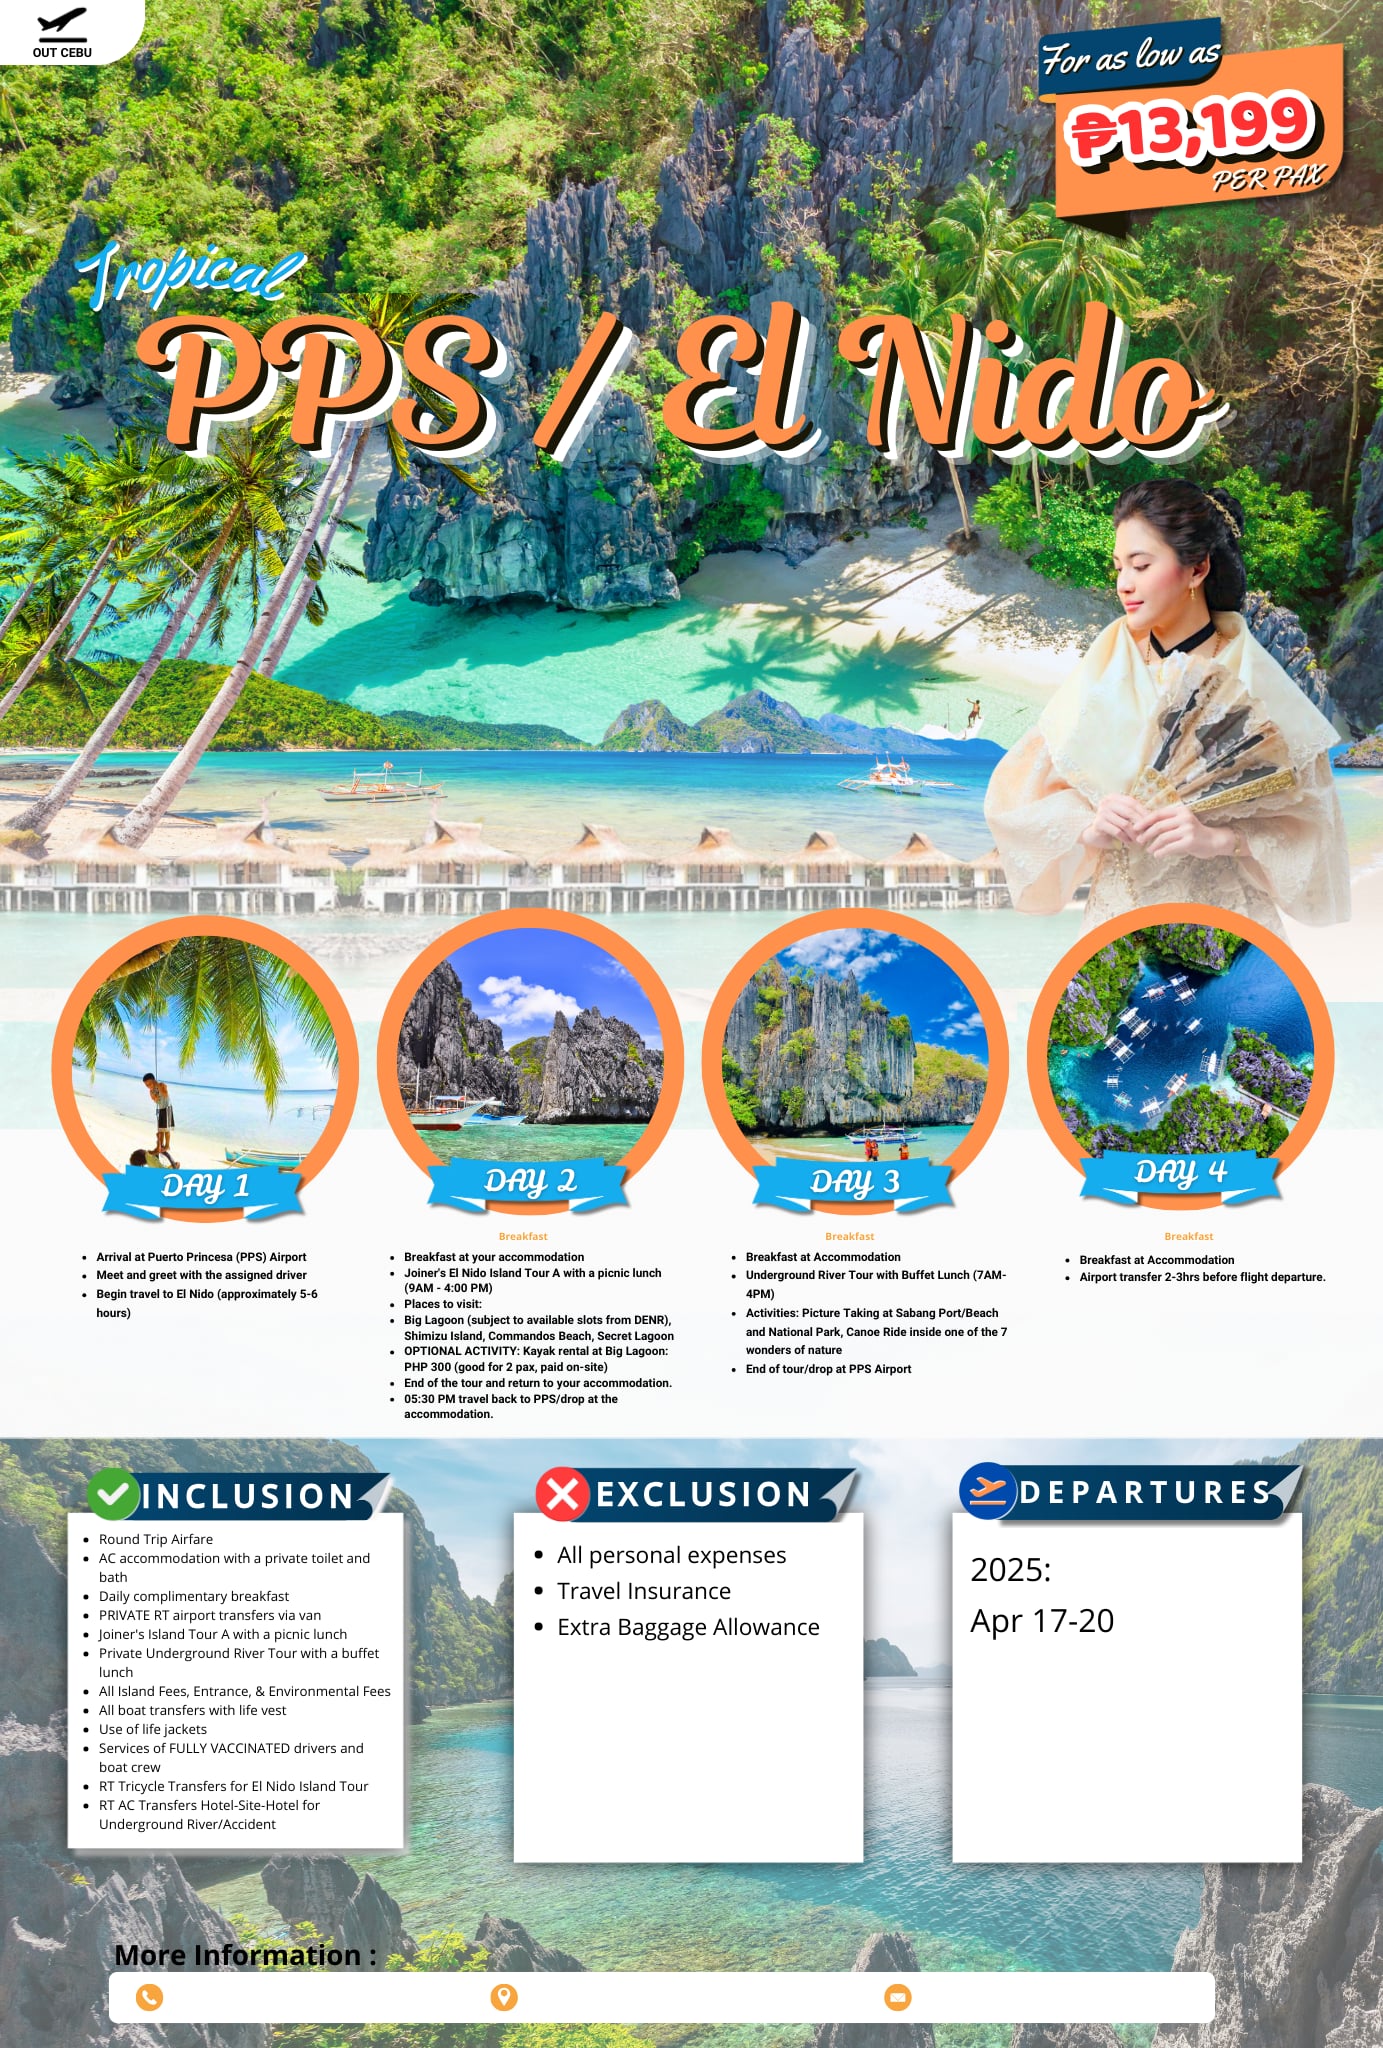 OUT CEBU
For as low as
₱13,199
PER PAX
Tropical
PPS / El Nido
DAY 1
Arrival at Puerto Princesa (PPS) Airport
Meet and greet with the assigned driver
Begin travel to El Nido (approximately 5-6
hours)
DAY 2
Breakfast
Breakfast at your accommodation
Joiner's El Nido Island Tour A with a picnic lunch
(9AM - 4:00 PM)
Places to visit:
Big Lagoon (subject to available slots from DENR),
Shimizu Island, Commandos Beach, Secret Lagoon
OPTIONAL ACTIVITY: Kayak rental at Big Lagoon:
PHP 300 (good for 2 pax, paid on-site)
End of the tour and return to your accommodation.
05:30 PM travel back to PPS/drop at the
accommodation.
DAY 3
Breakfast
Breakfast at Accommodation
Underground River Tour with Buffet Lunch (7AM-
4PM)
Activities: Picture Taking at Sabang Port/Beach
and National Park, Canoe Ride inside one of the 7
wonders of nature
End of tour/drop at PPS Airport
DAY 4
Breakfast
Breakfast at Accommodation
Airport transfer 2-3hrs before flight departure.
INCLUSION
Round Trip Airfare
AC accommodation with a private toilet and
bath
Daily complimentary breakfast
PRIVATE RT airport transfers via van
Joiner's Island Tour A with a picnic lunch
Private Underground River Tour with a buffet
lunch
All Island Fees, Entrance, & Environmental Fees
All boat transfers with life vest
Use of life jackets
Services of FULLY VACCINATED drivers and
boat crew
RT Tricycle Transfers for El Nido Island Tour
RT AC Transfers Hotel-Site-Hotel for
Underground River/Accident
EXCLUSION
All personal expenses
Travel Insurance
Extra Baggage Allowance
DEPARTURES
2025:
Apr 17-20
More Information :